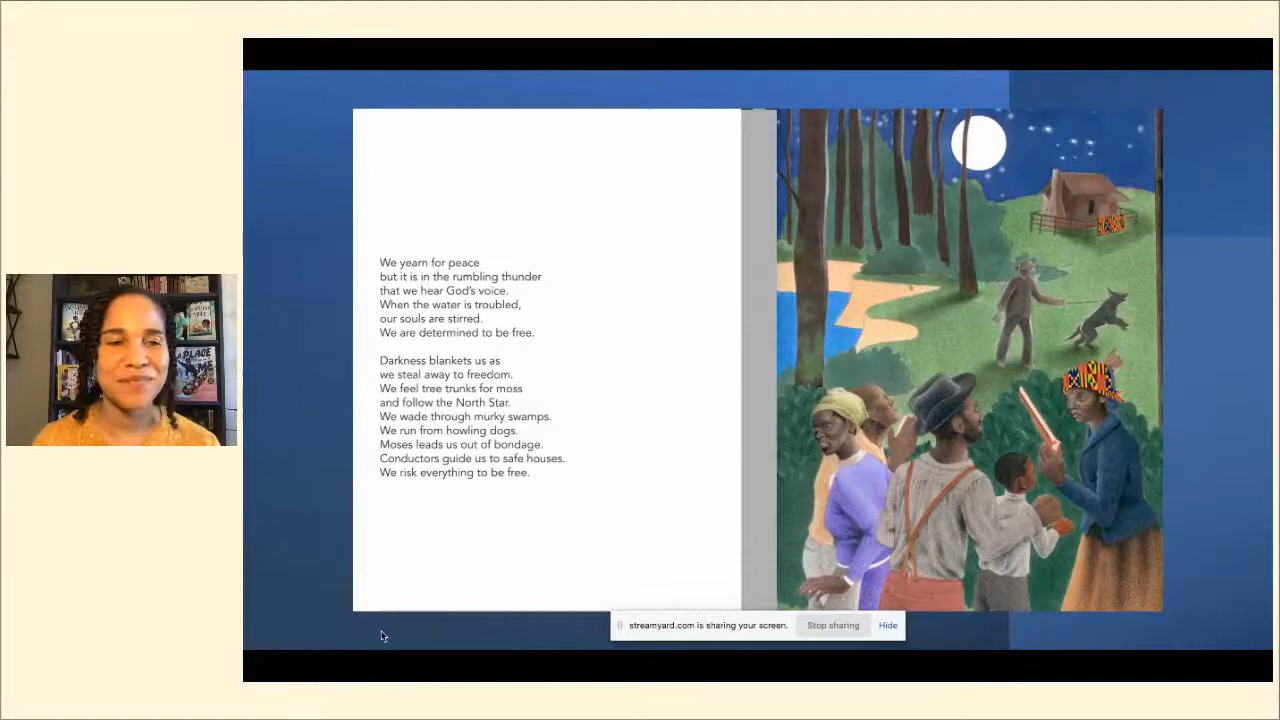 We yearn for peace
but it is in the rumbling thunder
that we hear God's voice.
When the water is troubled,
our souls are stirred.
We are determined to be free.
Darkness blankets us as
we steal away to freedom.
We feel tree trunks for moss
and follow the North Star.
We wade through murky swamps.
We run from howling dogs.
Moses leads us out of bondage.
Conductors guide us to safe houses.
We risk everything to be free.
A PLACE
streamyard.com is sharing your screen. Stop sharing Hide